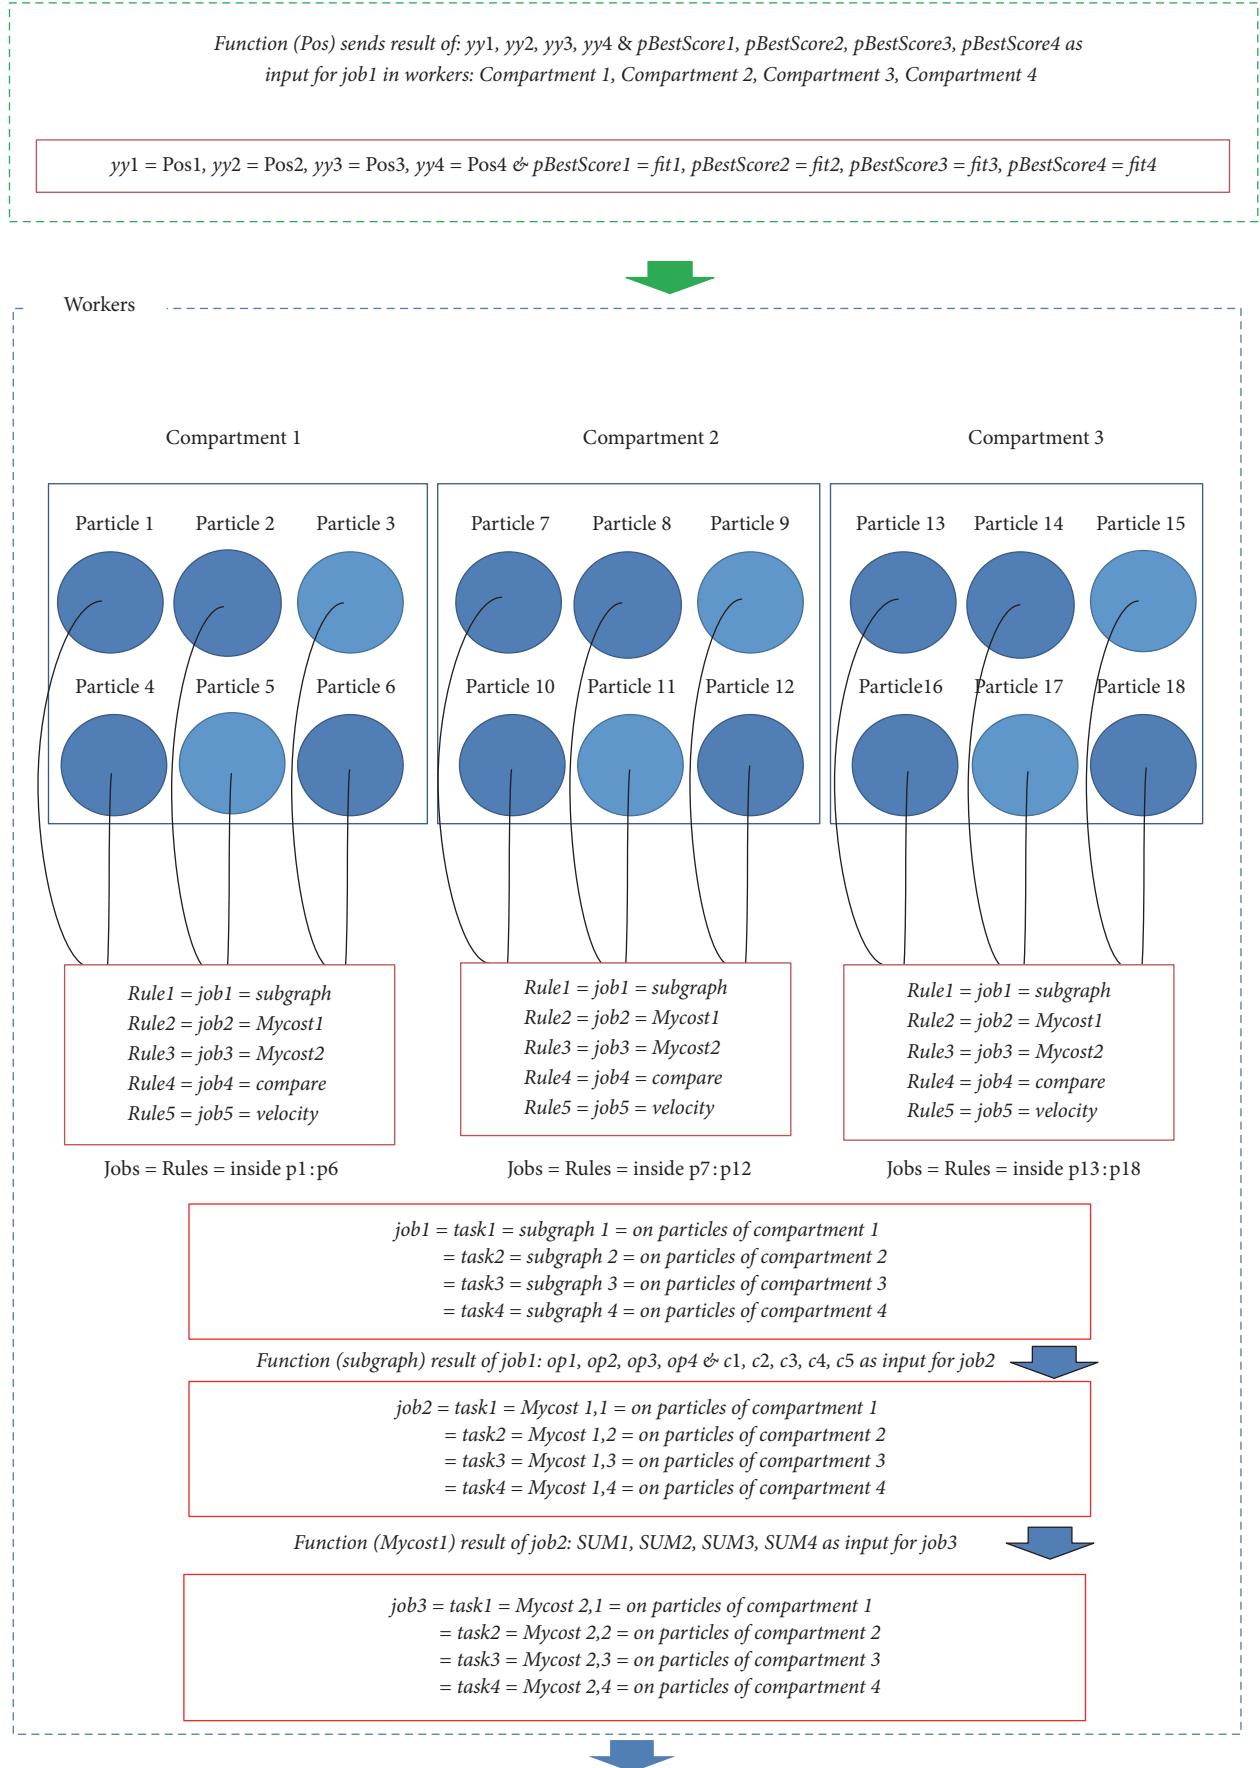 Function (Pos) sends result of: yy1, yy2, yy3, yy4 & pBestScore1, pBestScore2, pBestScore3, pBestScore4 as
input for job1 in workers: Compartment 1, Compartment 2, Compartment 3, Compartment 4
yy1 = Pos1, yy2 = Pos2, yy3 = Pos3, yy4 = Pos4 & pBestScore1 = fit1, pBestScore2 = fit2, pBestScore3 = fit3, pBestScore4 = fit4
Workers
Compartment 1
Compartment 2
Compartment 3
Particle 1
Particle 2
Particle 3
Particle 7
Particle 8
Particle 9
Particle 13
Particle 14
Particle 15
Particle 4
Particle 5
Particle 6
Particle 10
Particle 11
Particle 12
Particle16
Particle 17
Particle 18
Rule1 = job1 = subgraph
Rule2 = job2 = Mycost1
Rule3 = job3 = Mycost2
Rule4 = job4 = compare
Rule5 = job5 = velocity
Rule1 = job1 = subgraph
Rule2 = job2 = Mycost1
Rule3 = job3 = Mycost2
Rule4 = job4 = compare
Rule5 = job5 = velocity
Rule1 = job1 = subgraph
Rule2 = job2 = Mycost1
Rule3 = job3 = Mycost2
Rule4 = job4 = compare
Rule5 = job5 = velocity
Jobs = Rules = inside p1:p6
Jobs = Rules = inside p7:p12
Jobs = Rules = inside p13:p18
job1 = task1 = subgraph 1 = on particles of compartment 1
= task2 = subgraph 2 = on particles of compartment 2
= task3 = subgraph 3 = on particles of compartment 3
= task4 = subgraph 4 = on particles of compartment 4
Function (subgraph) result of job1: op1, op2, op3, op4 & c1, c2, c3, c4, c5 as input for job2
job2 = task1 = Mycost 1,1 = on particles of compartment 1
= task2 = Mycost 1,2 = on particles of compartment 2
= task3 = Mycost 1,3 = on particles of compartment 3
= task4 = Mycost 1,4 = on particles of compartment 4
Function (Mycost1) result of job2: SUM1, SUM2, SUM3, SUM4 as input for job3
job3 = task1 = Mycost 2,1 = on particles of compartment 1
= task2 = Mycost 2,2 = on particles of compartment 2
= task3 = Mycost 2,3 = on particles of compartment 3
= task4 = Mycost 2,4 = on particles of compartment 4